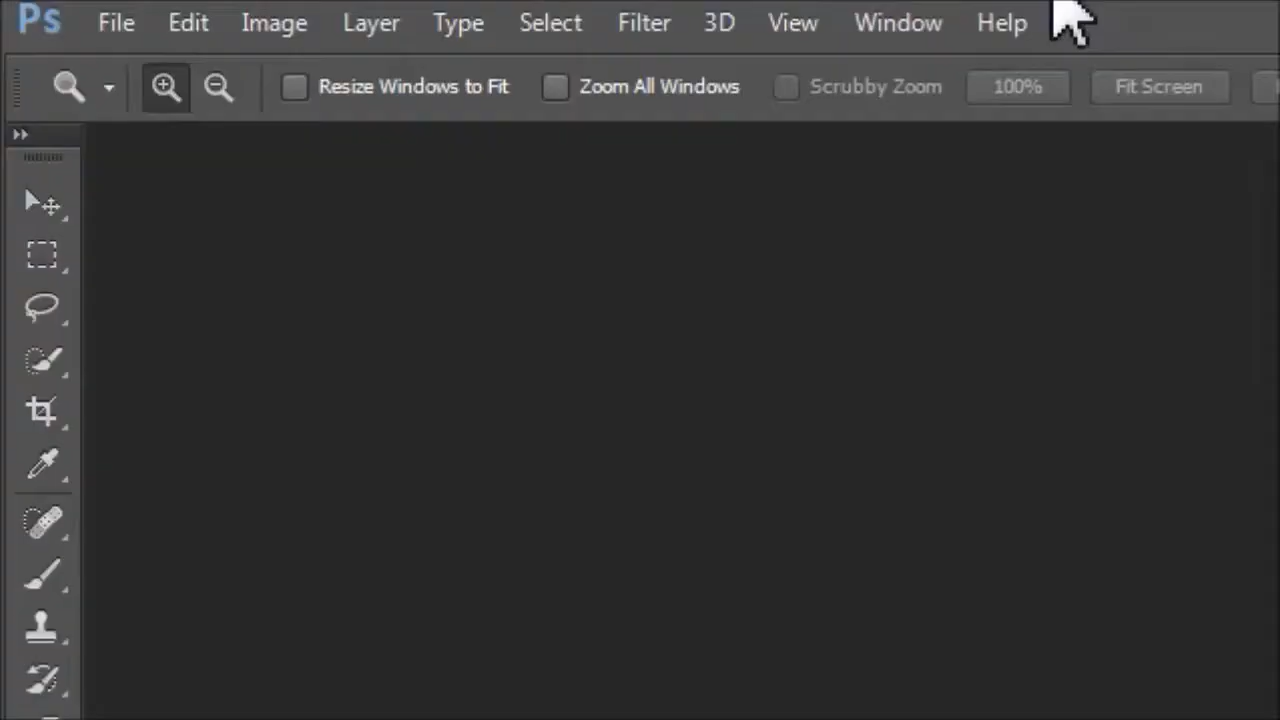 Ps File Edit Image Layer Type Select Filter 3D View Window Help
Resize Windows to Fit Zoom All Windows Scrubby Zoom 100% Fit Screen